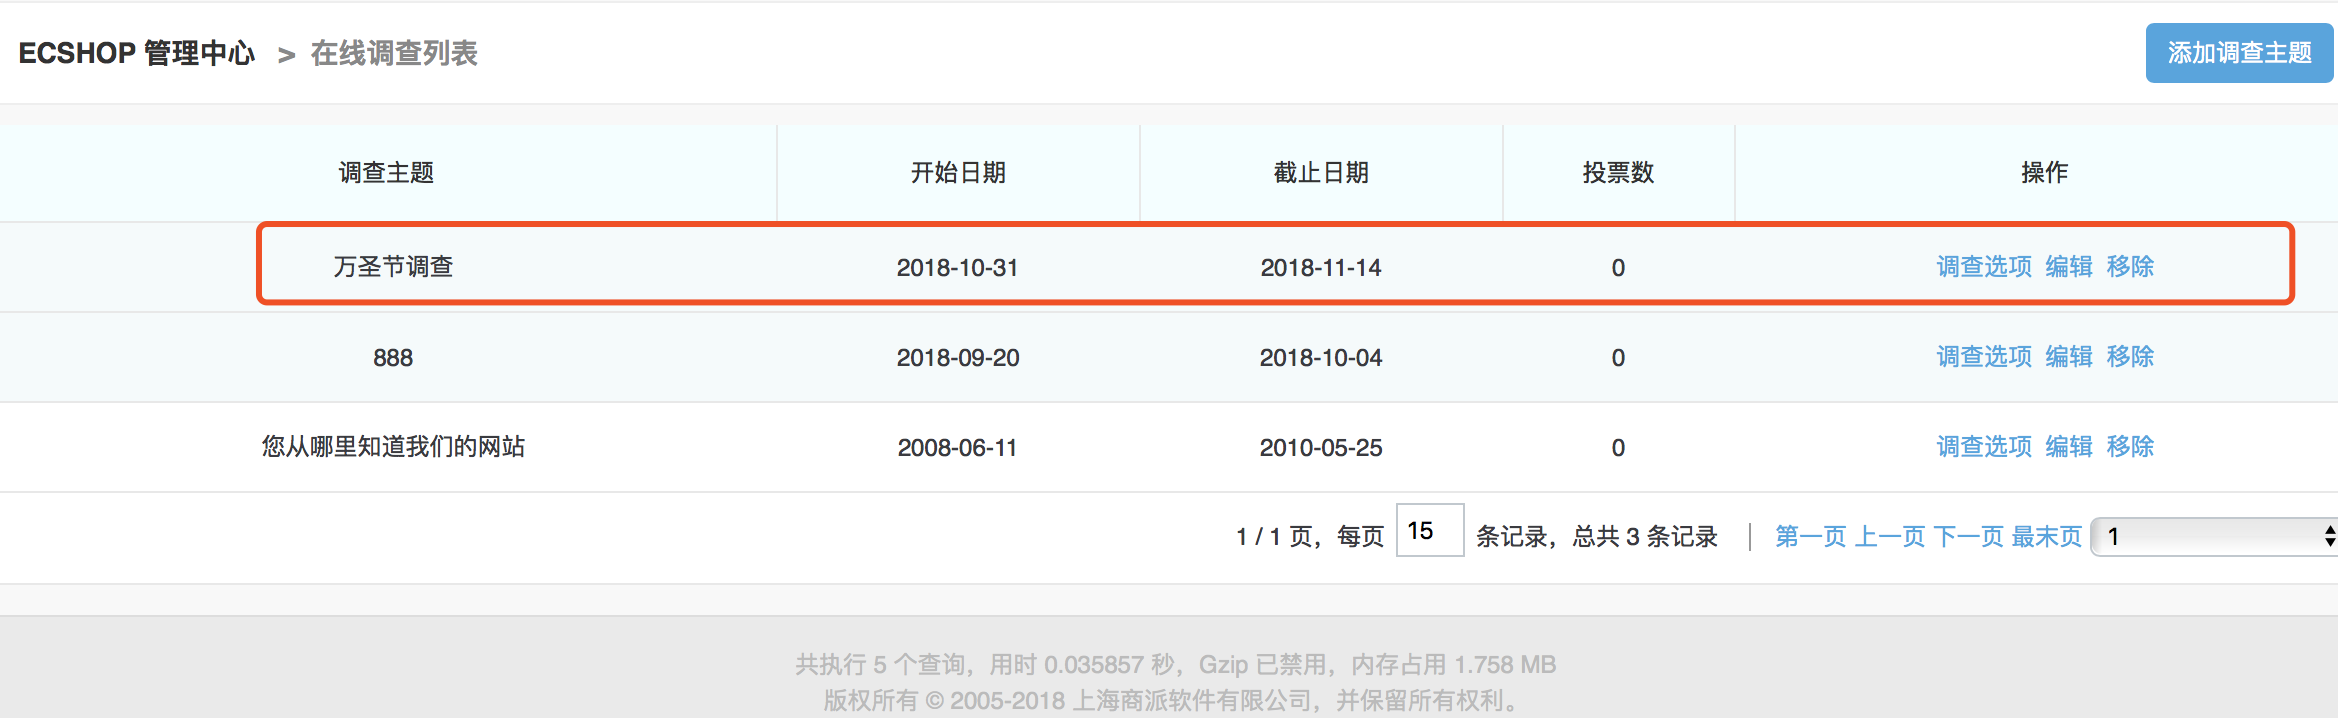 ECSHOP 管理中心 > 在线调查列表 添加调查主题
调查主题 开始日期 截止日期 投票数 操作
万圣节调查 2018-10-31 2018-11-14 0 调查选项 编辑 移除
888 2018-09-20 2018-10-04 0 调查选项 编辑 移除
您从哪里知道我们的网站 2008-06-11 2010-05-25 0 调查选项 编辑 移除
1 / 1 页，每页 15 条记录，总共 3 条记录 | 第一页 上一页 下一页 最末页 1
共执行 5 个查询，用时 0.035857 秒，Gzip 已禁用，内存占用 1.758 MB
版权所有 © 2005-2018 上海商派软件有限公司，并保留所有权利。